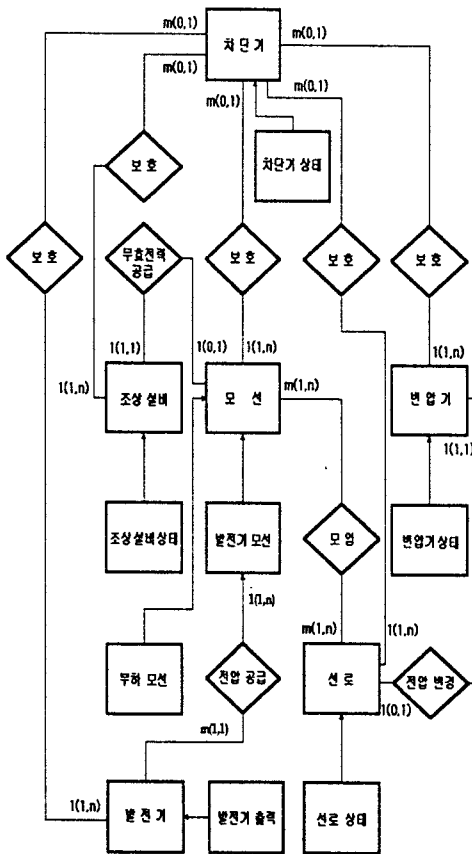 m(0,1)
차 단 기
m(0,1)
m(0,1)
m(0,1)
m(0,1)
차단기 상태
보 호
보 호
무효전력
공급
보 호
보 호
보 호
1(1,1)
1(0,1)
1(1,n)
1(1,n)
1(1,n)
조상 설비
모 선
m(1,n)
변 압 기
1(1,1)
조상설비상태
발전기 모선
모 임
변압기 상태
1(1,n)
m(1,n)
1(1,n)
부하 모선
전압 공급
선 로
전압 변경
1(0,1)
m(1,1)
1(1,n)
발 전 기
발전기 출력
선로 상태